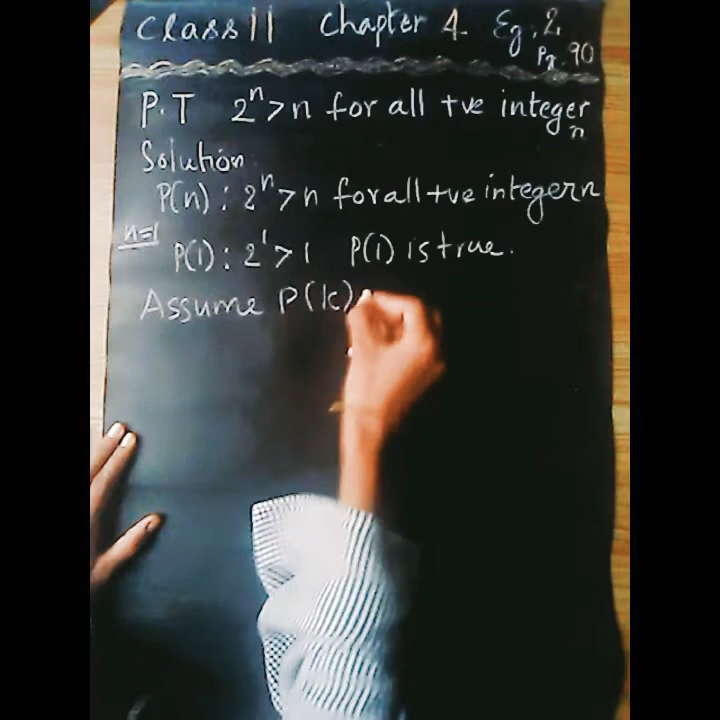 Class 11 Chapter 4. Eg. 2,
Pg. 90
P.T 2ⁿ > n for all +ve integer
n
Solution
P(n) : 2ⁿ > n for all +ve integer n
n=1
P(1) : 2¹ > 1 P(1) is true.
Assume P(k)